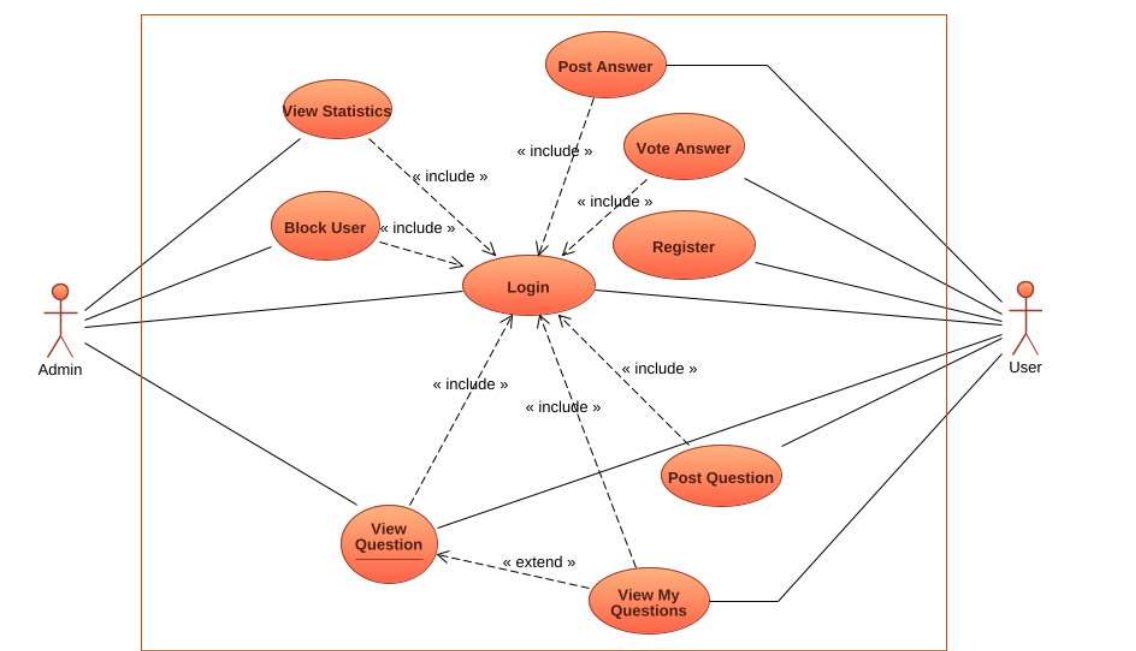 Post Answer
View Statistics
« include »
Vote Answer
« include »
« include »
Block User
« include »
Register
Login
Admin
User
« include »
« include »
« include »
Post Question
View
Question
« extend »
View My
Questions